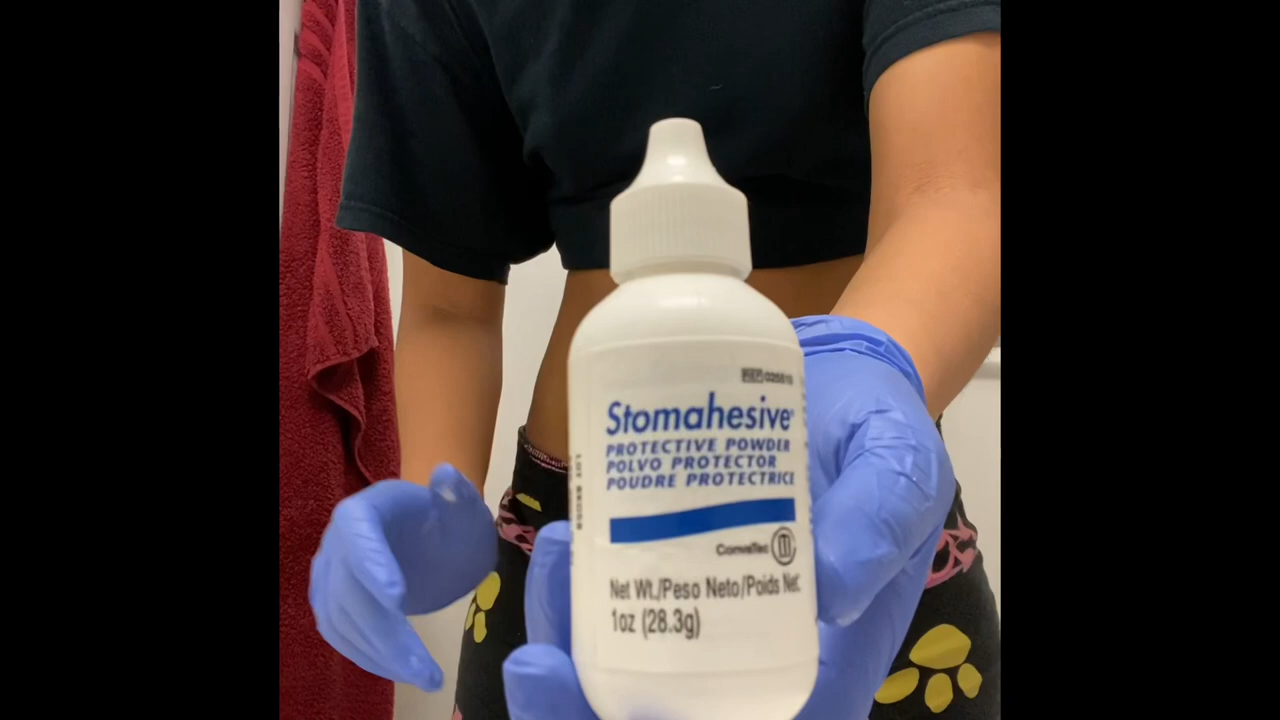 Stomahesive®
PROTECTIVE POWDER
POLVO PROTECTOR
POUDRE PROTECTRICE
ConvaTec
Net Wt./Peso Neto/Poids Net.
1oz (28.3g)